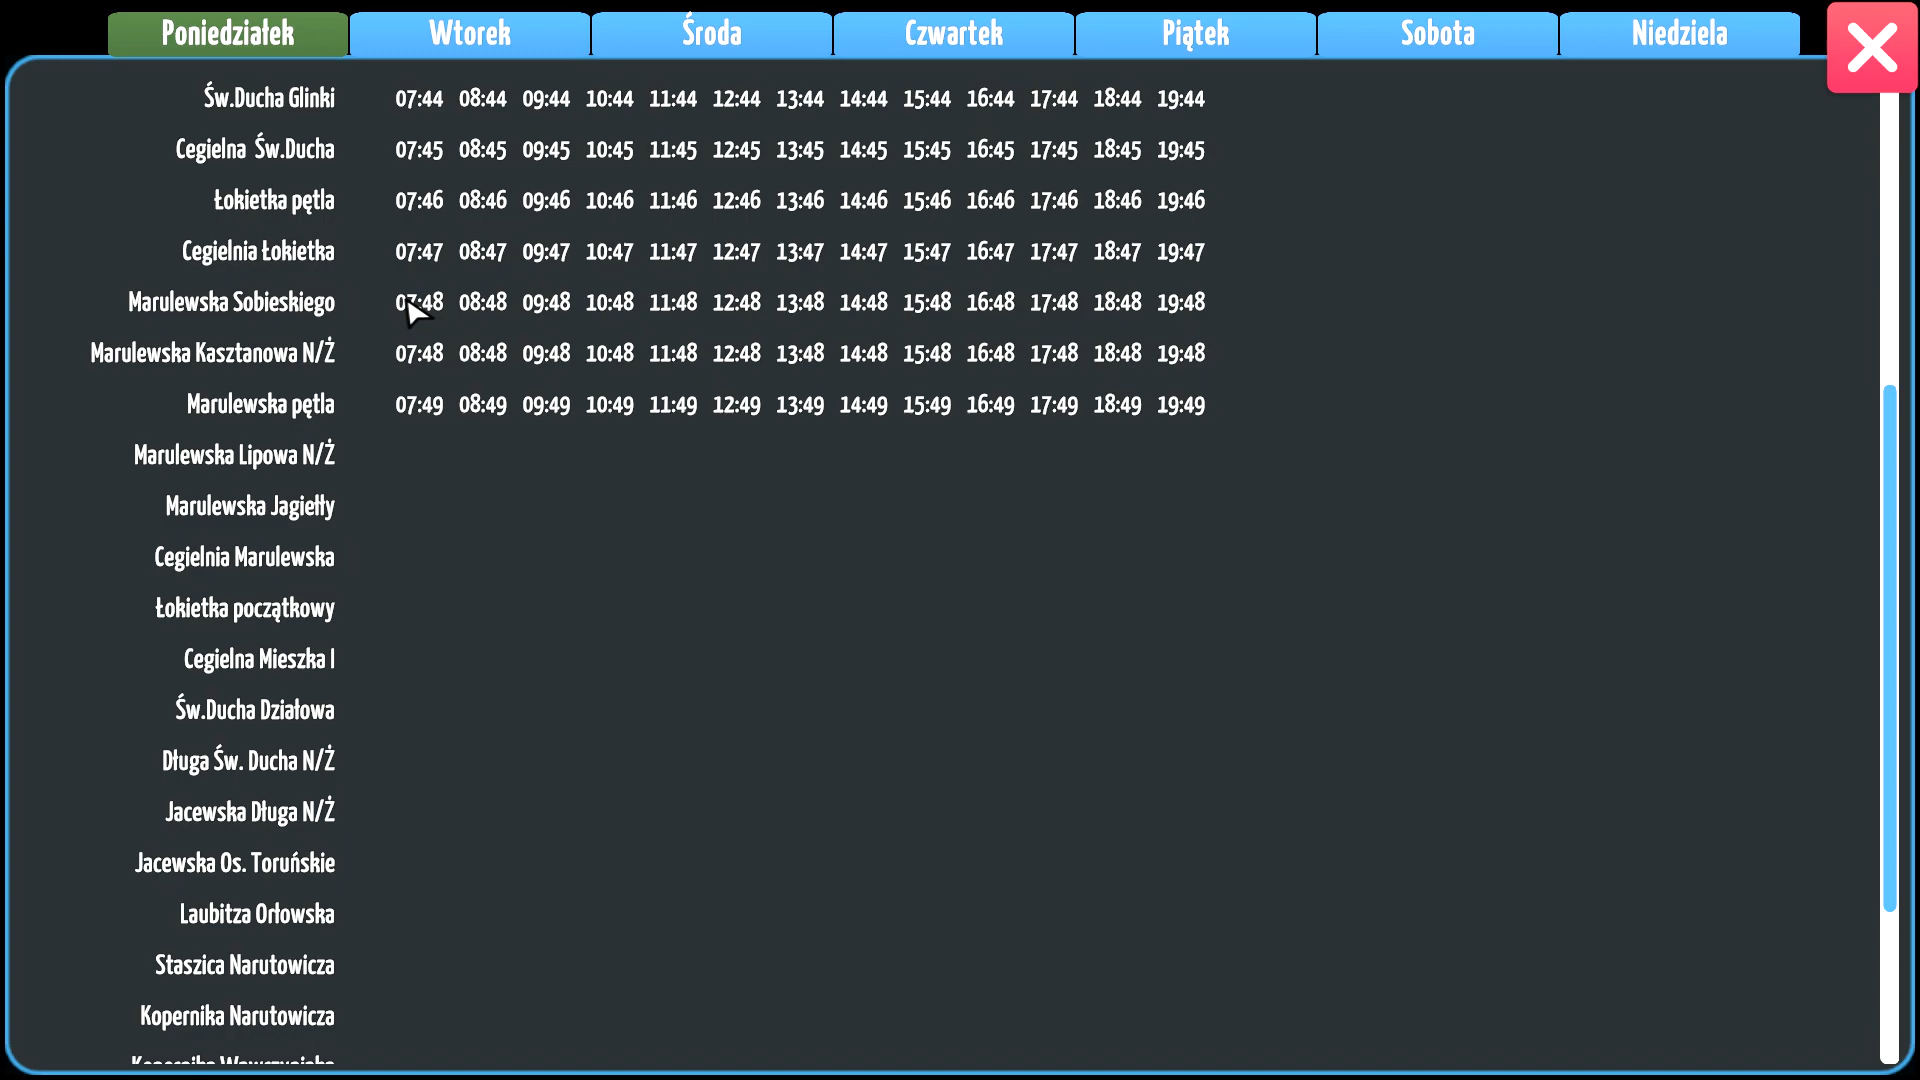 Poniedziałek Wtorek Środa Czwartek Piątek Sobota Niedziela
Św.Ducha Glinki 07:44 08:44 09:44 10:44 11:44 12:44 13:44 14:44 15:44 16:44 17:44 18:44 19:44
Cegielna Św.Ducha 07:45 08:45 09:45 10:45 11:45 12:45 13:45 14:45 15:45 16:45 17:45 18:45 19:45
Łokietka pętla 07:46 08:46 09:46 10:46 11:46 12:46 13:46 14:46 15:46 16:46 17:46 18:46 19:46
Cegielnia Łokietka 07:47 08:47 09:47 10:47 11:47 12:47 13:47 14:47 15:47 16:47 17:47 18:47 19:47
Marulewska Sobieskiego 07:48 08:48 09:48 10:48 11:48 12:48 13:48 14:48 15:48 16:48 17:48 18:48 19:48
Marulewska Kasztanowa N/Ż 07:48 08:48 09:48 10:48 11:48 12:48 13:48 14:48 15:48 16:48 17:48 18:48 19:48
Marulewska pętla 07:49 08:49 09:49 10:49 11:49 12:49 13:49 14:49 15:49 16:49 17:49 18:49 19:49
Marulewska Lipowa N/Ż
Marulewska Jagiełły
Cegielnia Marulewska
Łokietka początkowy
Cegielna Mieszka I
Św.Ducha Działowa
Długa Św. Ducha N/Ż
Jacewska Długa N/Ż
Jacewska Os. Toruńskie
Laubitza Orłowska
Staszica Narutowicza
Kopernika Narutowicza